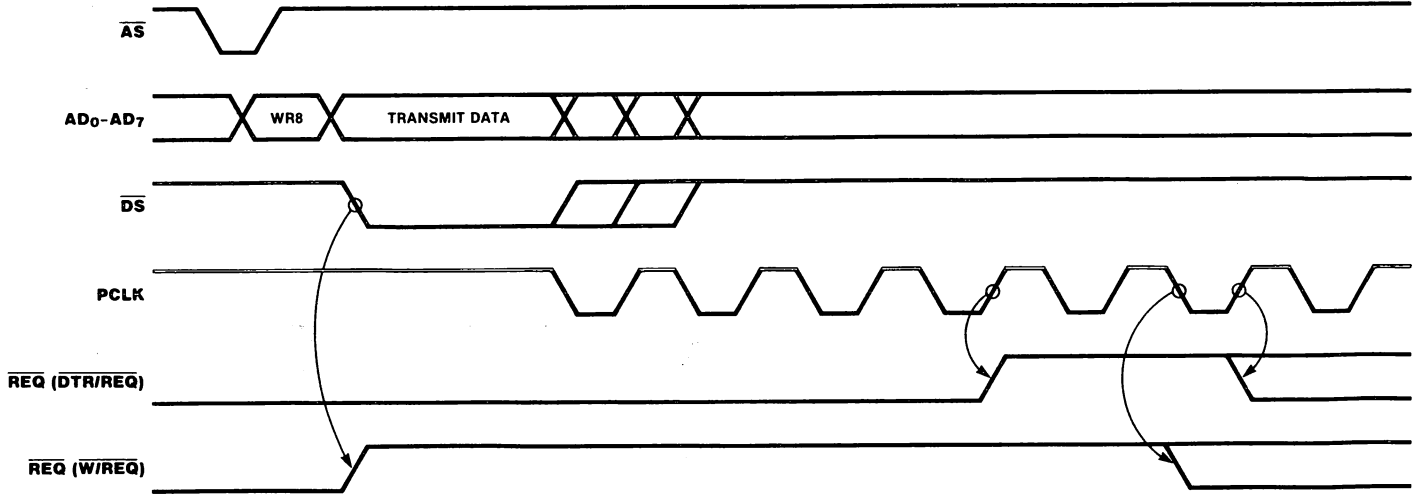 AS
AD0-AD7
WR8
TRANSMIT DATA
DS
PCLK
REQ (DTR/REQ)
REQ (W/REQ)